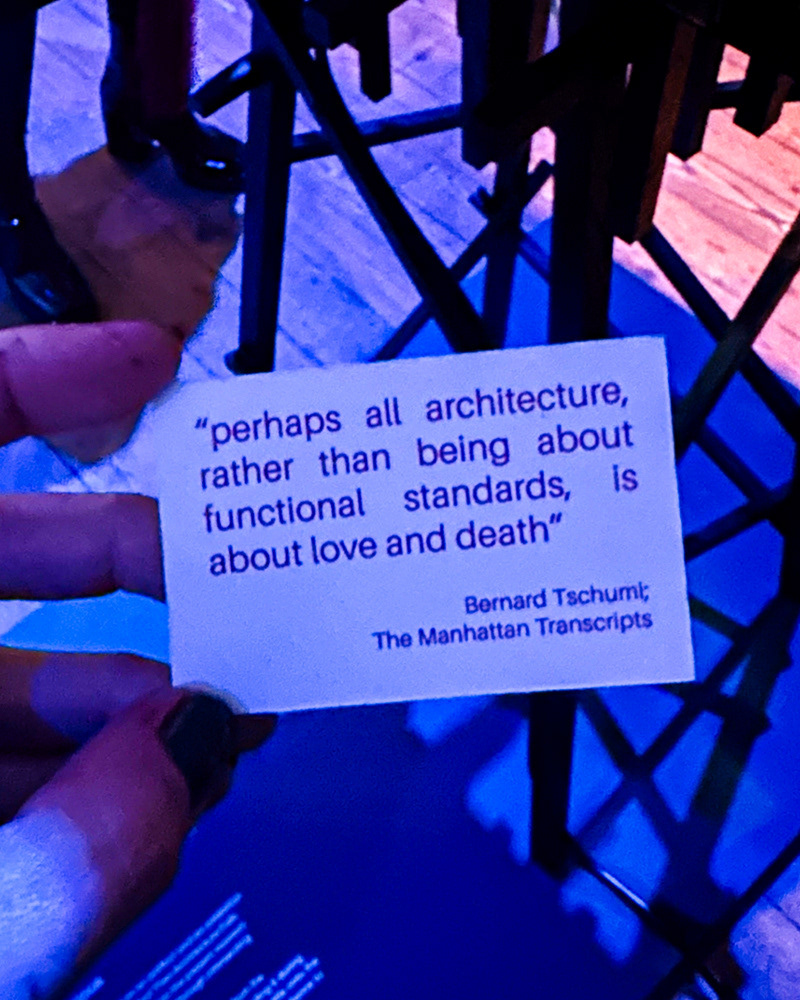 “perhaps all architecture,
rather than being about
functional standards, is
about love and death“
Bernard Tschumi;
The Manhattan Transcripts